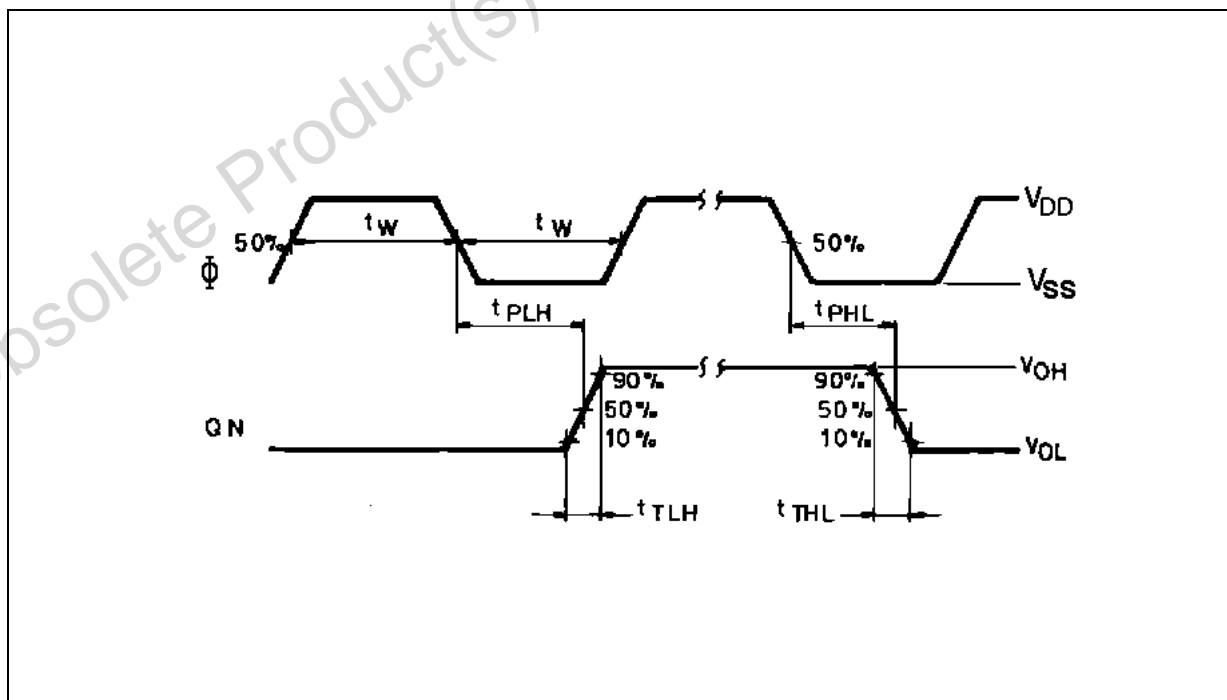 bsolete Product(s)
VDD
tW
tW
50%
50%
Φ
VSS
tPLH
tPHL
VOH
90%
90%
50%
50%
QN
10%
10%
VOL
tTLH
tTHL